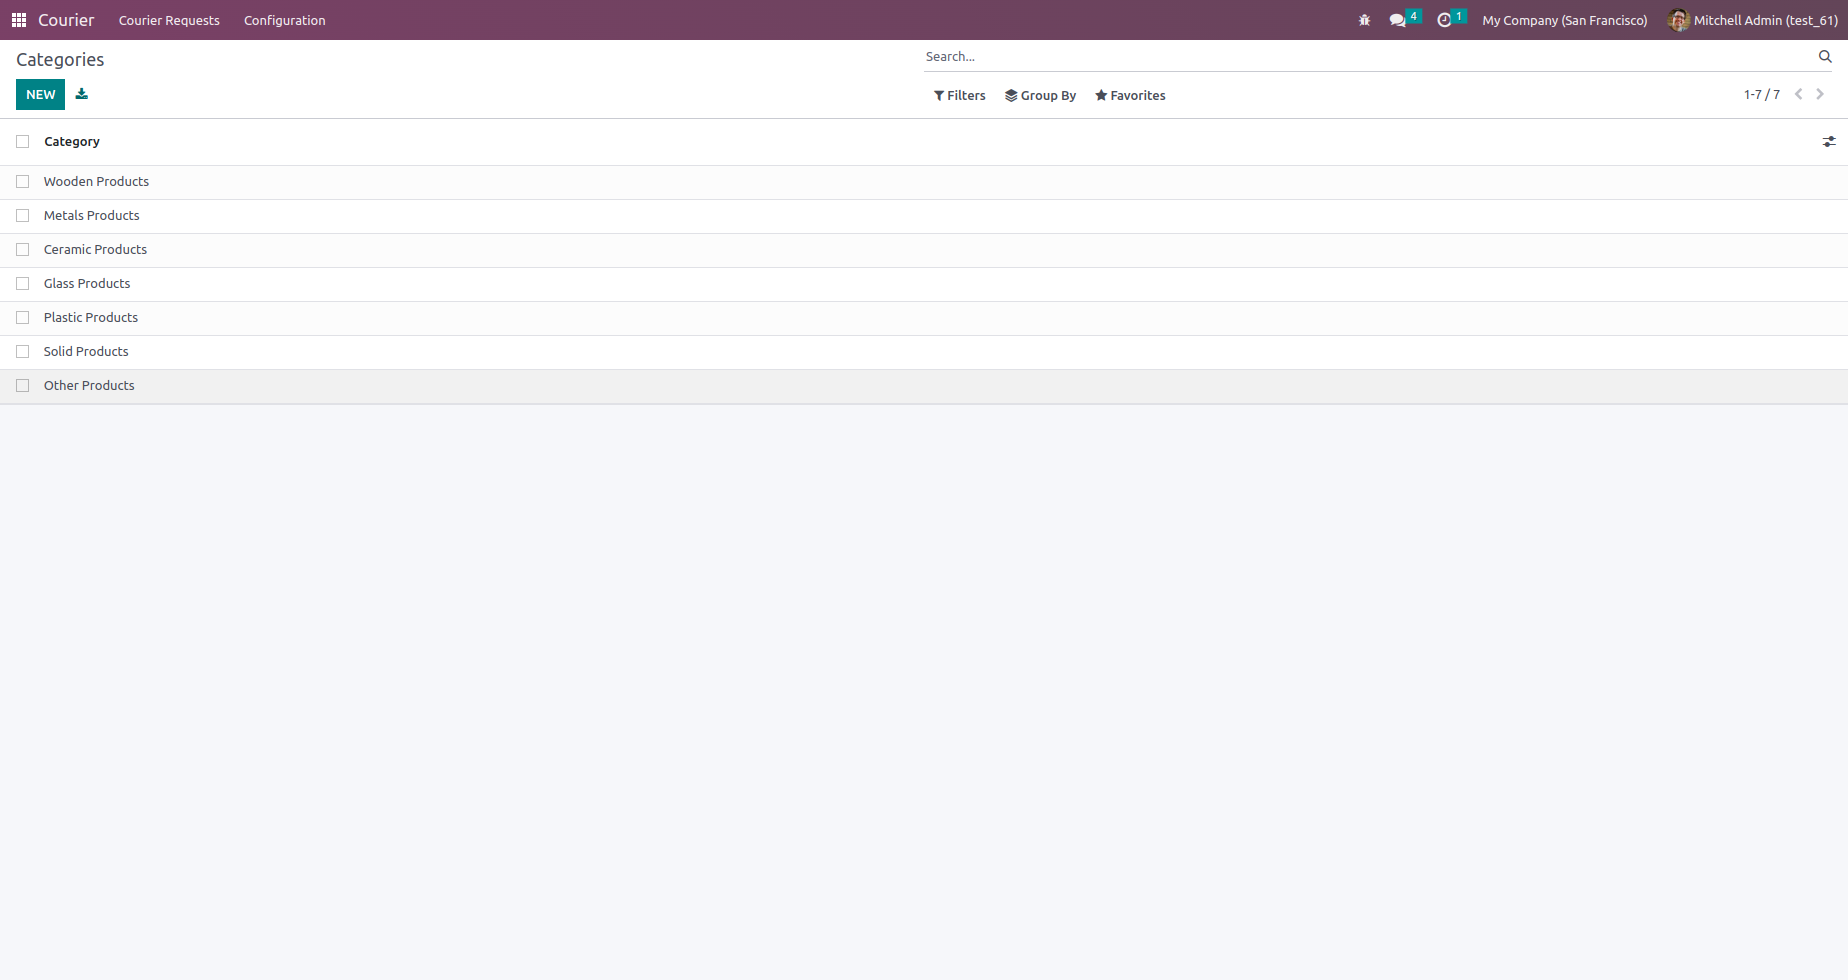 Courier Courier Requests Configuration 4 1 My Company (San Francisco) Mitchell Admin (test_61)
Categories Search...
NEW Filters Group By Favorites 1-7 / 7
Category
Wooden Products
Metals Products
Ceramic Products
Glass Products
Plastic Products
Solid Products
Other Products